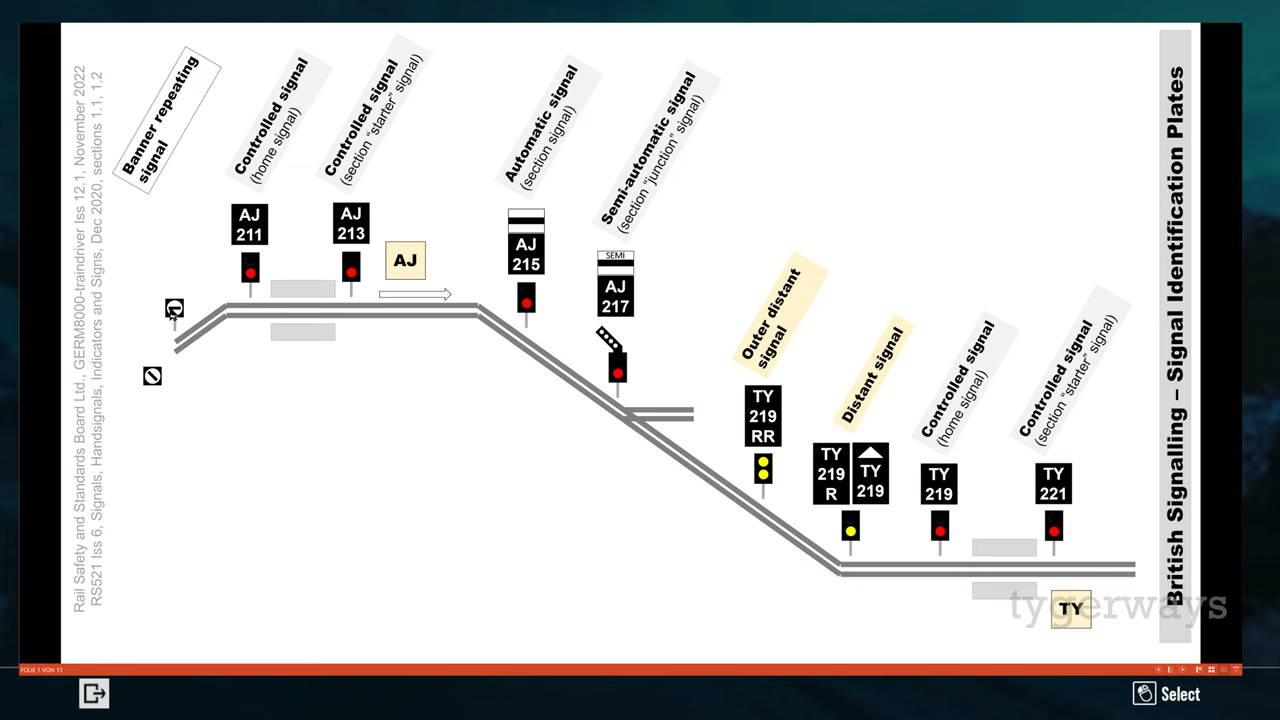 Rail Safety and Standards Board Ltd., GERM8000-traindriver Iss 12.1, November 2022
RS521 Iss 6, Signals, Handsignals, Indicators and Signs, Dec 2020, sections 1.1, 1.2
Banner repeating
signal
Controlled signal
(home signal)
Controlled signal
(section "starter" signal)
Automatic signal
(section signal)
Semi-automatic signal
(section "junction" signal)
AJ
211
AJ
213
AJ
AJ
215
SEMI
AJ
217
Outer distant
signal
Distant signal
Controlled signal
(home signal)
Controlled signal
(section "starter" signal)
TY
219
RR
TY
219
R
TY
219
TY
219
TY
221
TY
British Signalling – Signal Identification Plates
tygerways
FOLIE 1 VON 13
Select